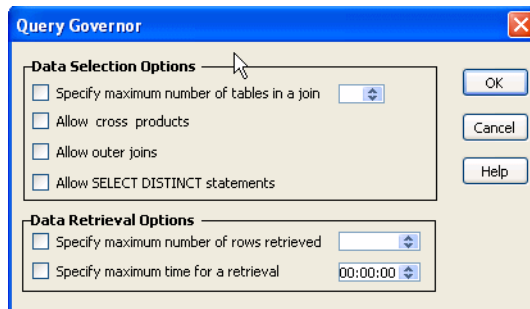 Query Governor
Data Selection Options
Specify maximum number of tables in a join
Allow cross products
Allow outer joins
Allow SELECT DISTINCT statements
Data Retrieval Options
Specify maximum number of rows retrieved
Specify maximum time for a retrieval 00:00:00
OK
Cancel
Help